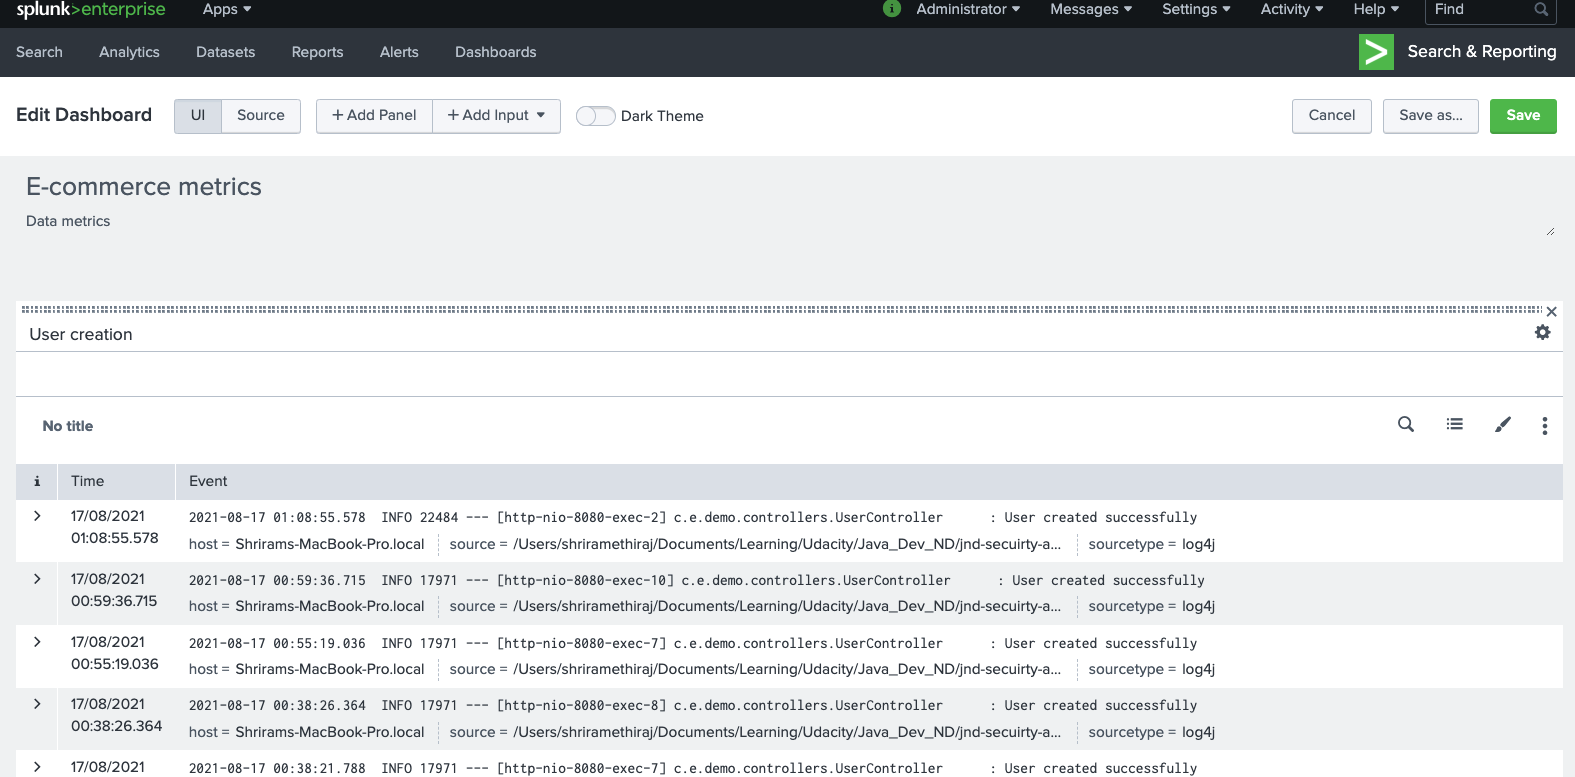 splunk>enterprise Apps i Administrator Messages Settings Activity Help Find
Search Analytics Datasets Reports Alerts Dashboards > Search & Reporting
Edit Dashboard UI Source + Add Panel + Add Input Dark Theme Cancel Save as... Save
E-commerce metrics
Data metrics
User creation
No title
i Time Event
17/08/2021 2021-08-17 01:08:55.578 INFO 22484 --- [http-nio-8080-exec-2] c.e.demo.controllers.UserController : User created successfully
01:08:55.578 host = Shrirams-MacBook-Pro.local source = /Users/shriramethiraj/Documents/Learning/Udacity/Java_Dev_ND/jnd-secuirty-a... sourcetype = log4j
17/08/2021 2021-08-17 00:59:36.715 INFO 17971 --- [http-nio-8080-exec-10] c.e.demo.controllers.UserController : User created successfully
00:59:36.715 host = Shrirams-MacBook-Pro.local source = /Users/shriramethiraj/Documents/Learning/Udacity/Java_Dev_ND/jnd-secuirty-a... sourcetype = log4j
17/08/2021 2021-08-17 00:55:19.036 INFO 17971 --- [http-nio-8080-exec-7] c.e.demo.controllers.UserController : User created successfully
00:55:19.036 host = Shrirams-MacBook-Pro.local source = /Users/shriramethiraj/Documents/Learning/Udacity/Java_Dev_ND/jnd-secuirty-a... sourcetype = log4j
17/08/2021 2021-08-17 00:38:26.364 INFO 17971 --- [http-nio-8080-exec-8] c.e.demo.controllers.UserController : User created successfully
00:38:26.364 host = Shrirams-MacBook-Pro.local source = /Users/shriramethiraj/Documents/Learning/Udacity/Java_Dev_ND/jnd-secuirty-a... sourcetype = log4j
17/08/2021 2021-08-17 00:38:21.788 INFO 17971 --- [http-nio-8080-exec-7] c.e.demo.controllers.UserController : User created successfully